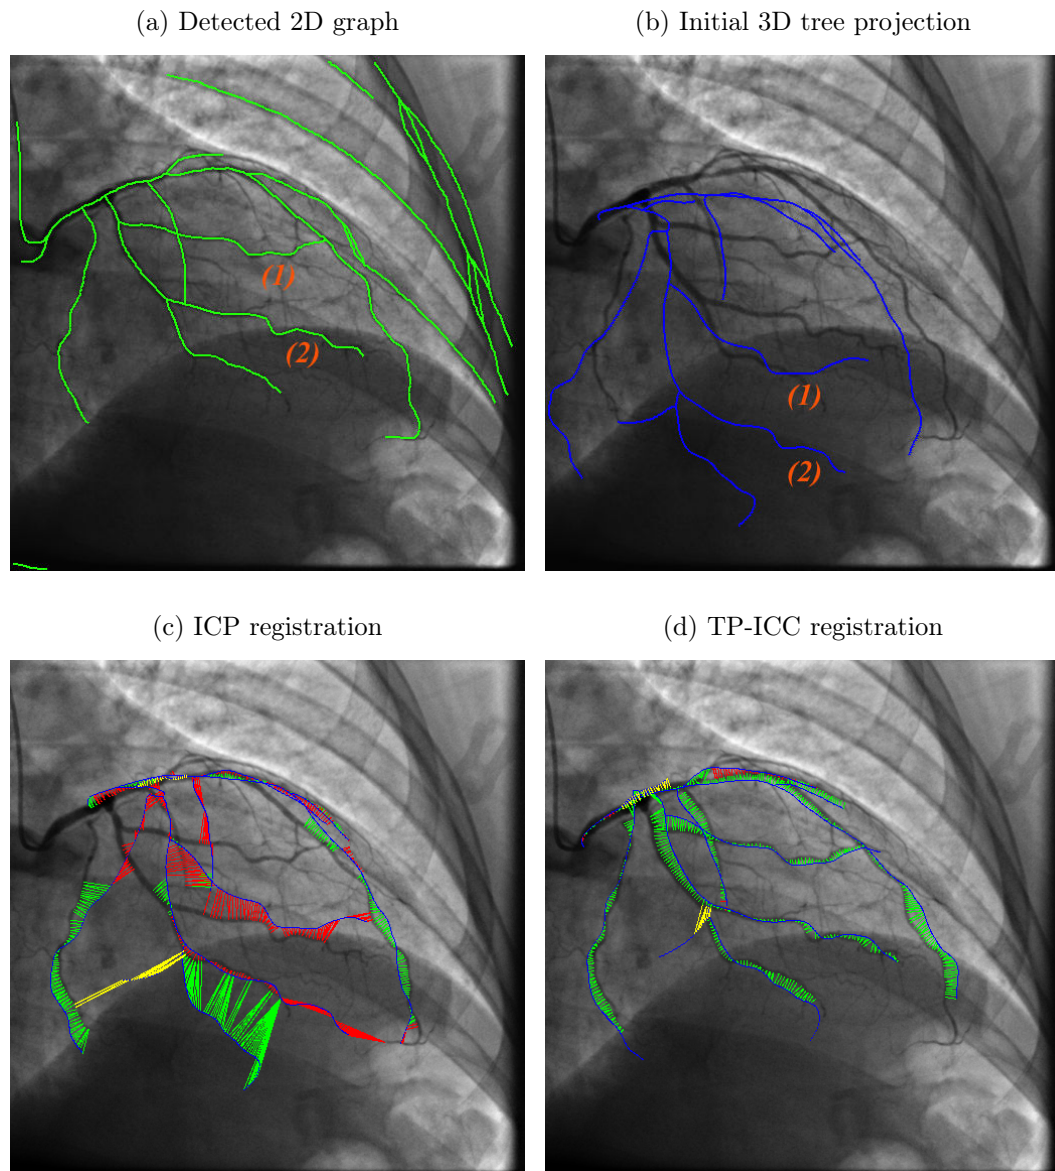 (a) Detected 2D graph
(b) Initial 3D tree projection
(1)
(2)
(1)
(2)
(c) ICP registration
(d) TP-ICC registration